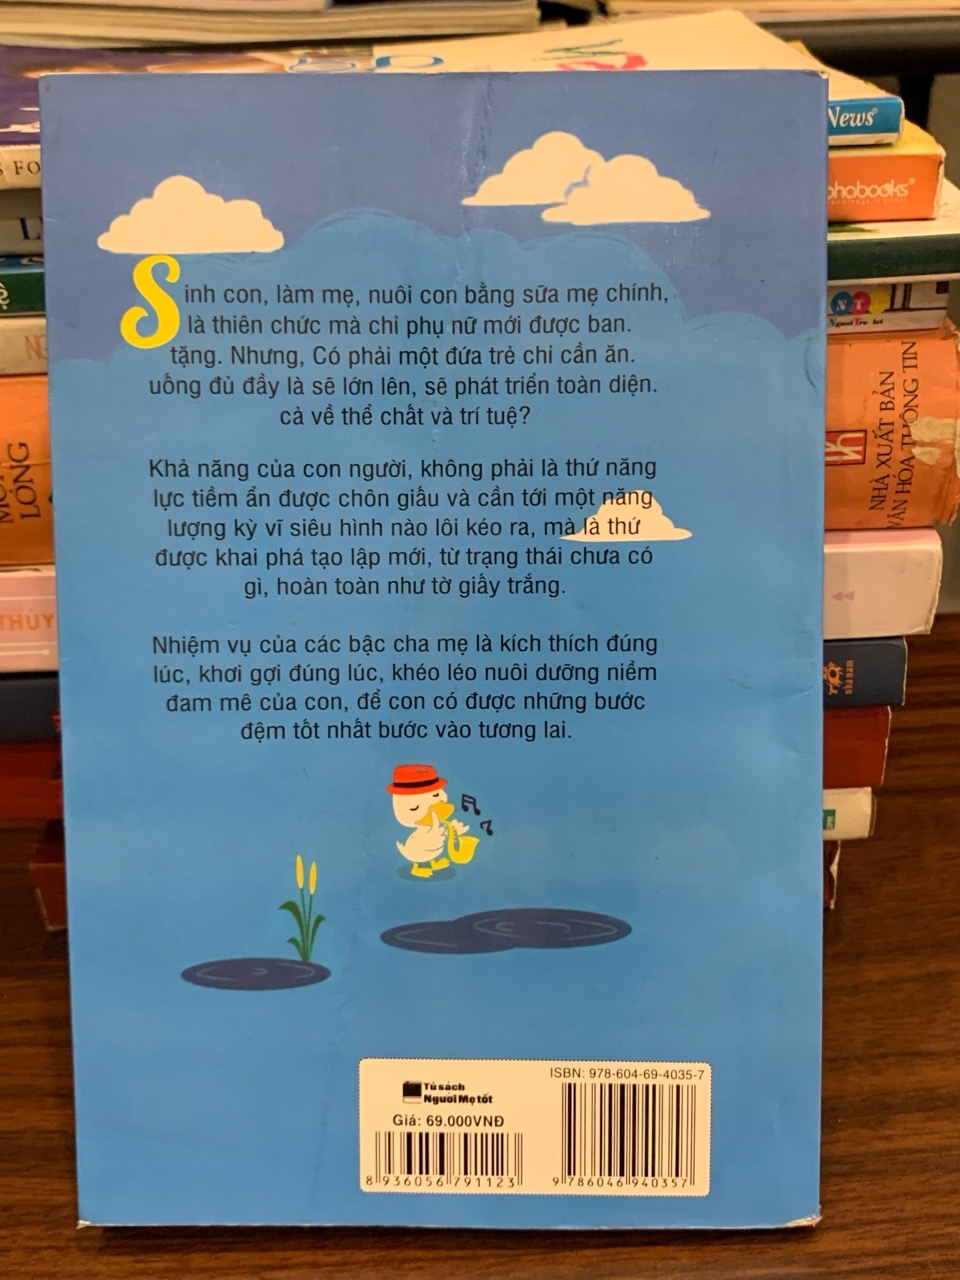 Sinh con, làm mẹ, nuôi con bằng sữa mẹ chính,
là thiên chức mà chỉ phụ nữ mới được ban.
tặng. Nhưng, Có phải một đứa trẻ chỉ cần ăn.
uống đủ đầy là sẽ lớn lên, sẽ phát triển toàn diện.
cả về thể chất và trí tuệ?
Khả năng của con người, không phải là thứ năng
lực tiềm ẩn được chôn giấu và cần tới một năng
lượng kỳ vĩ siêu hình nào lôi kéo ra, mà là thứ
được khai phá tạo lập mới, từ trạng thái chưa có
gì, hoàn toàn như tờ giấy trắng.
Nhiệm vụ của các bậc cha mẹ là kích thích đúng
lúc, khơi gợi đúng lúc, khéo léo nuôi dưỡng niềm
đam mê của con, để con có được những bước
đệm tốt nhất bước vào tương lai.
Tủ sách
Người Mẹ tốt
Giá: 69.000VNĐ
8 936056 791123
ISBN: 978-604-69-4035-7
9 786046 940357
News
phabooks
NT
NHÀ XUẤT BẢN
VĂN HÓA THÔNG TIN
nhã nam
S FO
LÒNG
THÚY